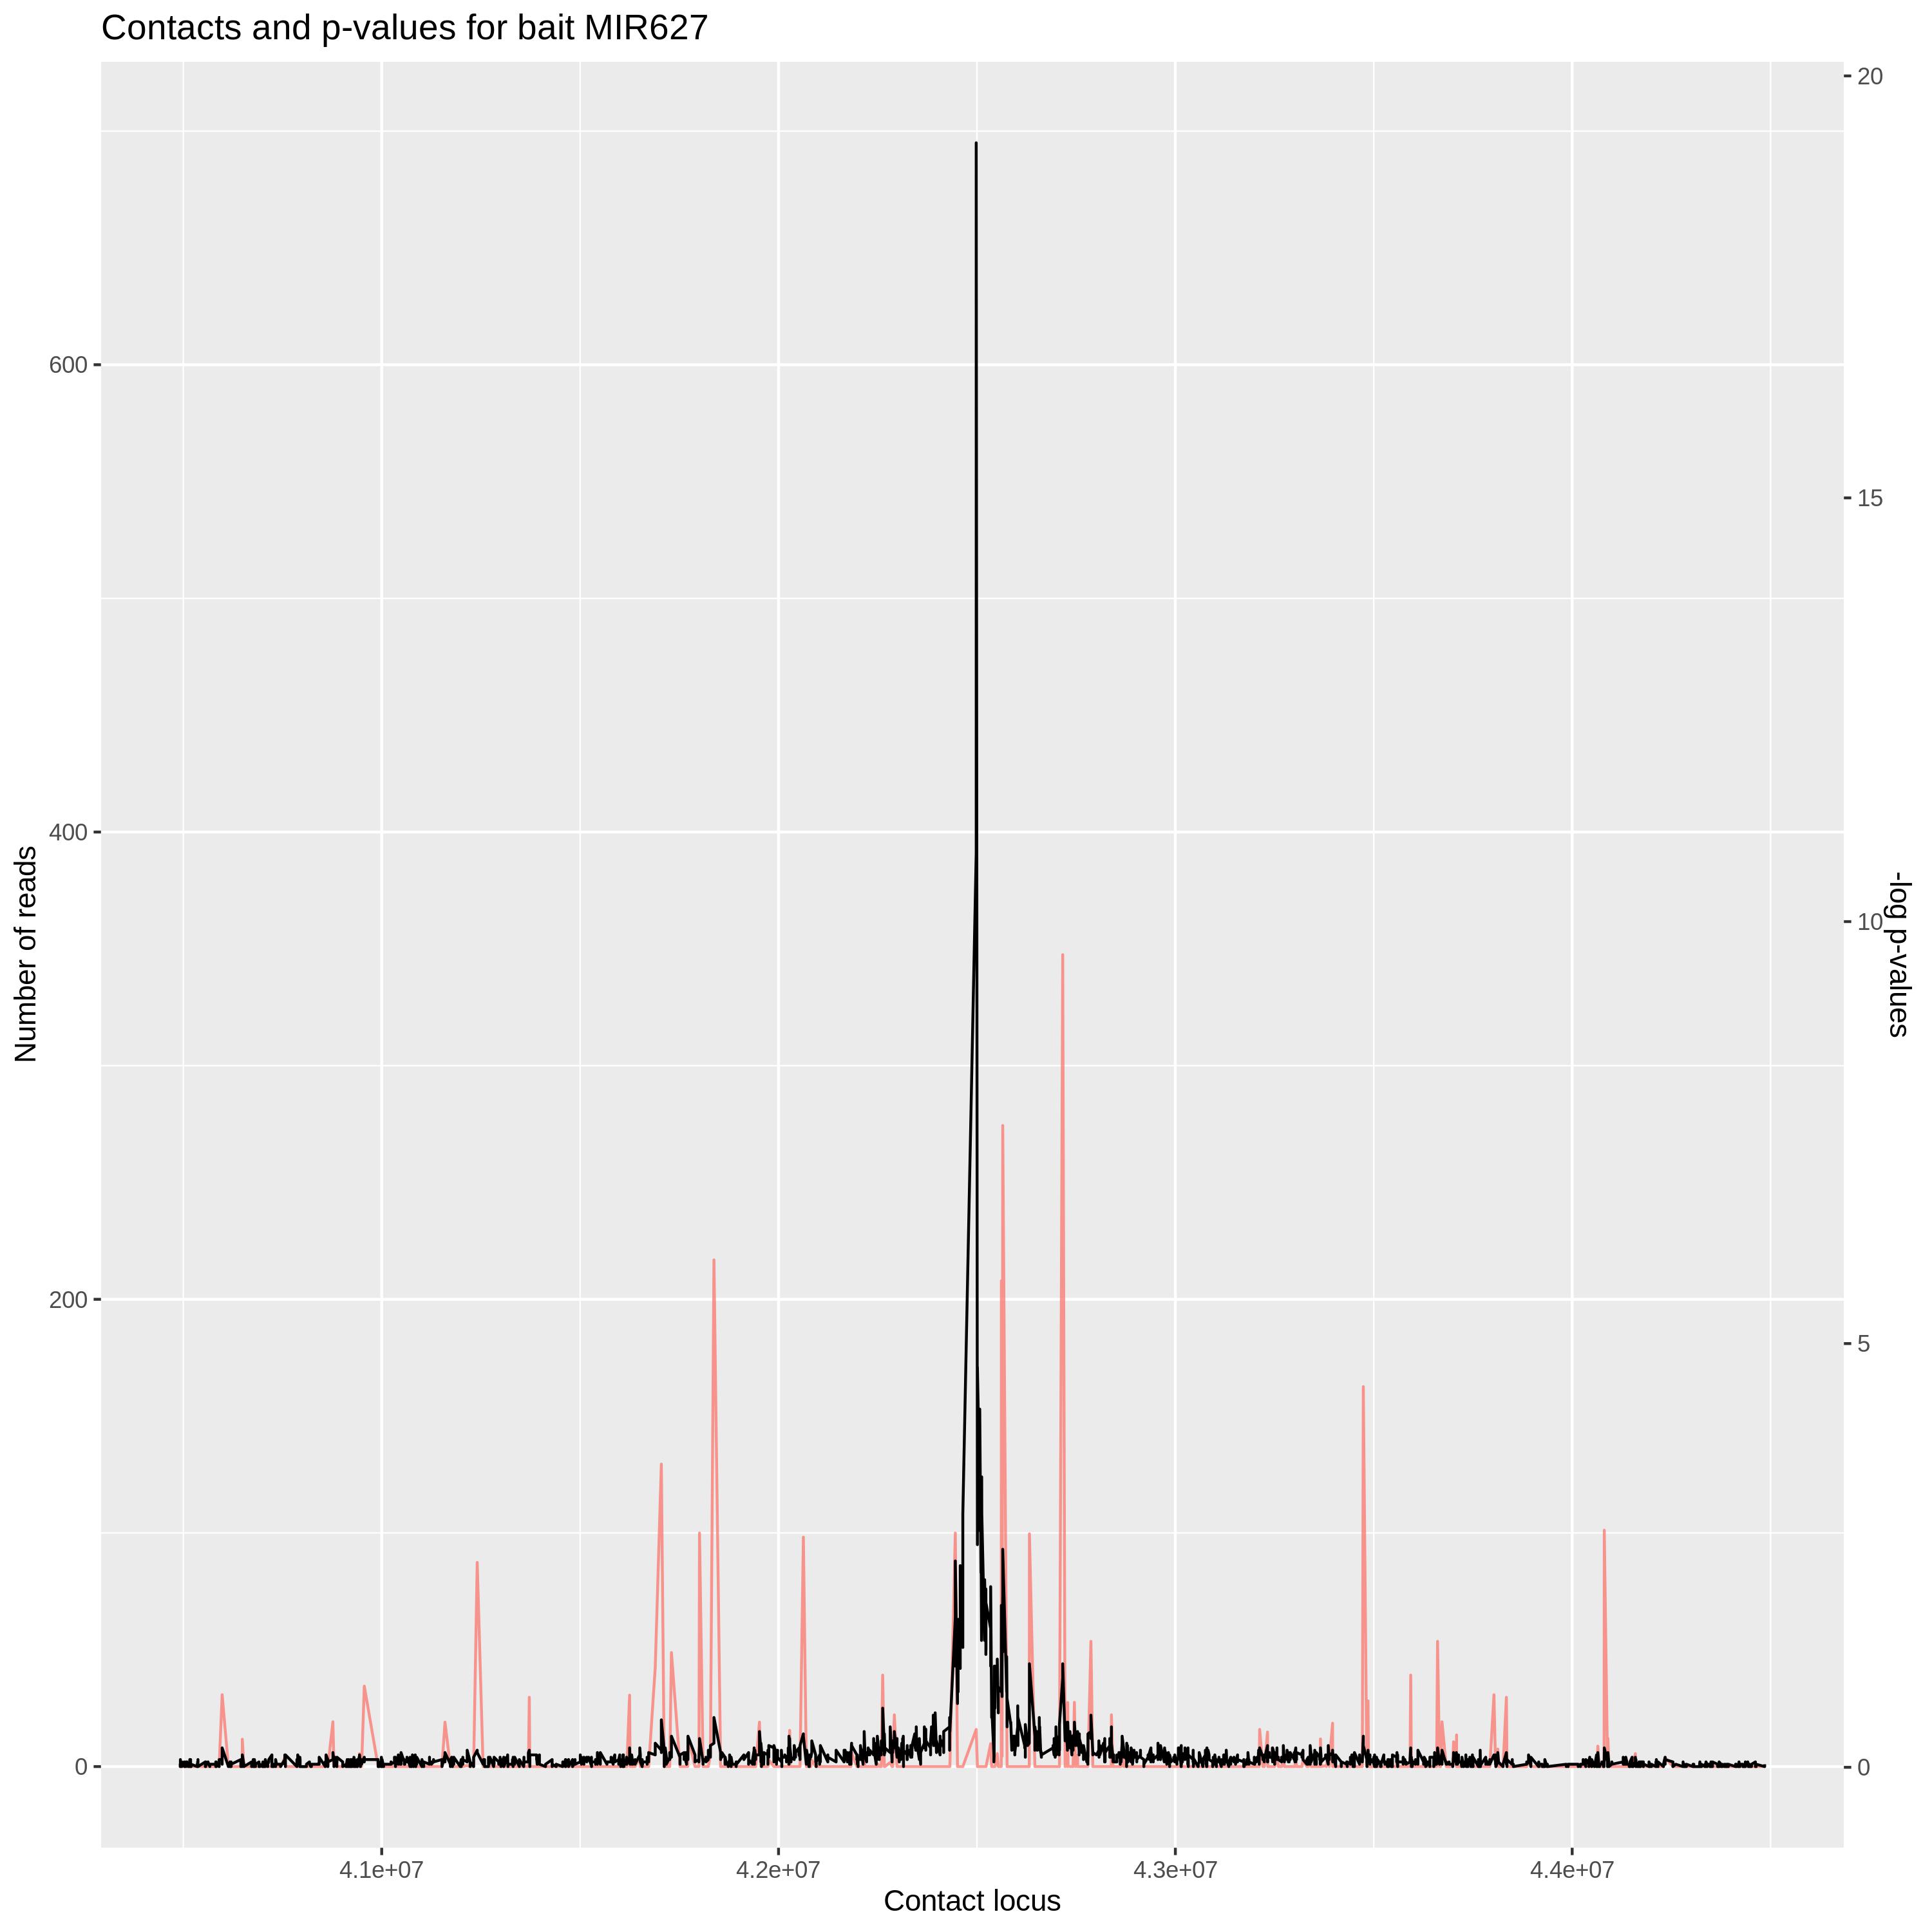 Contacts and p-values for bait MIR627
Number of reads
600
400
200
0
20
15
10
5
0
-log p-values
4.1e+07
4.2e+07
4.3e+07
4.4e+07
Contact locus